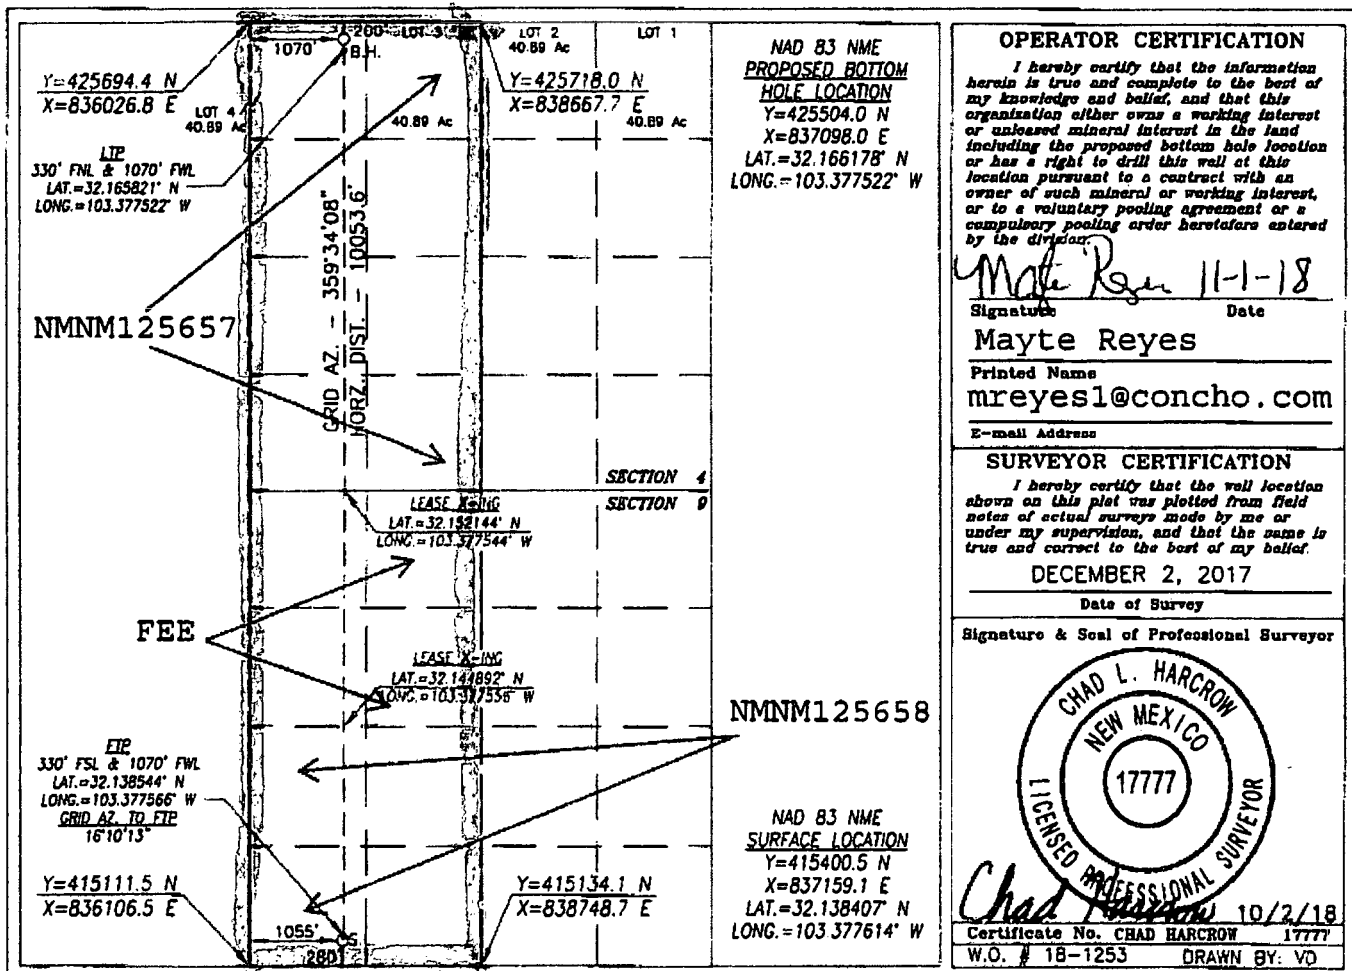 1070'
200'
B.H.
LOT 3
LOT 2
40.89 Ac
LOT 1
Y=425694.4 N
X=836026.8 E
Y=425718.0 N
X=838667.7 E
LOT 4
40.89 Ac
40.89 Ac
40.89 Ac
LTP
330' FNL & 1070' FWL
LAT.=32.165821° N
LONG.=103.377522° W
GRID AZ. - 359°34'08"
HORZ. DIST. - 10053.6'
NMNM125657
SECTION 4
SECTION 9
LEASE X-ING
LAT.=32.152144° N
LONG.=103.377544° W
FEE
LEASE X-ING
LAT.=32.144892° N
LONG.=103.377556° W
NMNM125658
FTP
330' FSL & 1070' FWL
LAT.=32.138544° N
LONG.=103.377566° W
GRID AZ. TO FTP
16°10'13"
Y=415111.5 N
X=836106.5 E
Y=415134.1 N
X=838748.7 E
1055'
S.
280'
NAD 83 NME
PROPOSED BOTTOM
HOLE LOCATION
Y=425504.0 N
X=837098.0 E
LAT.=32.166178° N
LONG.=103.377522° W
NAD 83 NME
SURFACE LOCATION
Y=415400.5 N
X=837159.1 E
LAT.=32.138407° N
LONG.=103.377614° W
OPERATOR CERTIFICATION
I hereby certify that the information
herein is true and complete to the best of
my knowledge and belief, and that this
organization either owns a working interest
or unleased mineral interest in the land
including the proposed bottom hole location
or has a right to drill this well at this
location pursuant to a contract with an
owner of such mineral or working interest,
or to a voluntary pooling agreement or a
compulsory pooling order heretofore entered
by the division.
Mayte Reyes 11-1-18
Signature Date
Mayte Reyes
Printed Name
mreyes1@concho.com
E-mail Address
SURVEYOR CERTIFICATION
I hereby certify that the well location
shown on this plat was plotted from field
notes of actual surveys made by me or
under my supervision, and that the same is
true and correct to the best of my belief.
DECEMBER 2, 2017
Date of Survey
Signature & Seal of Professional Surveyor
CHAD L. HARCROW
NEW MEXICO
17777
LICENSED PROFESSIONAL SURVEYOR
Chad Harcrow 10/2/18
Certificate No. CHAD HARCROW 17777
W.O. # 18-1253 DRAWN BY: VD